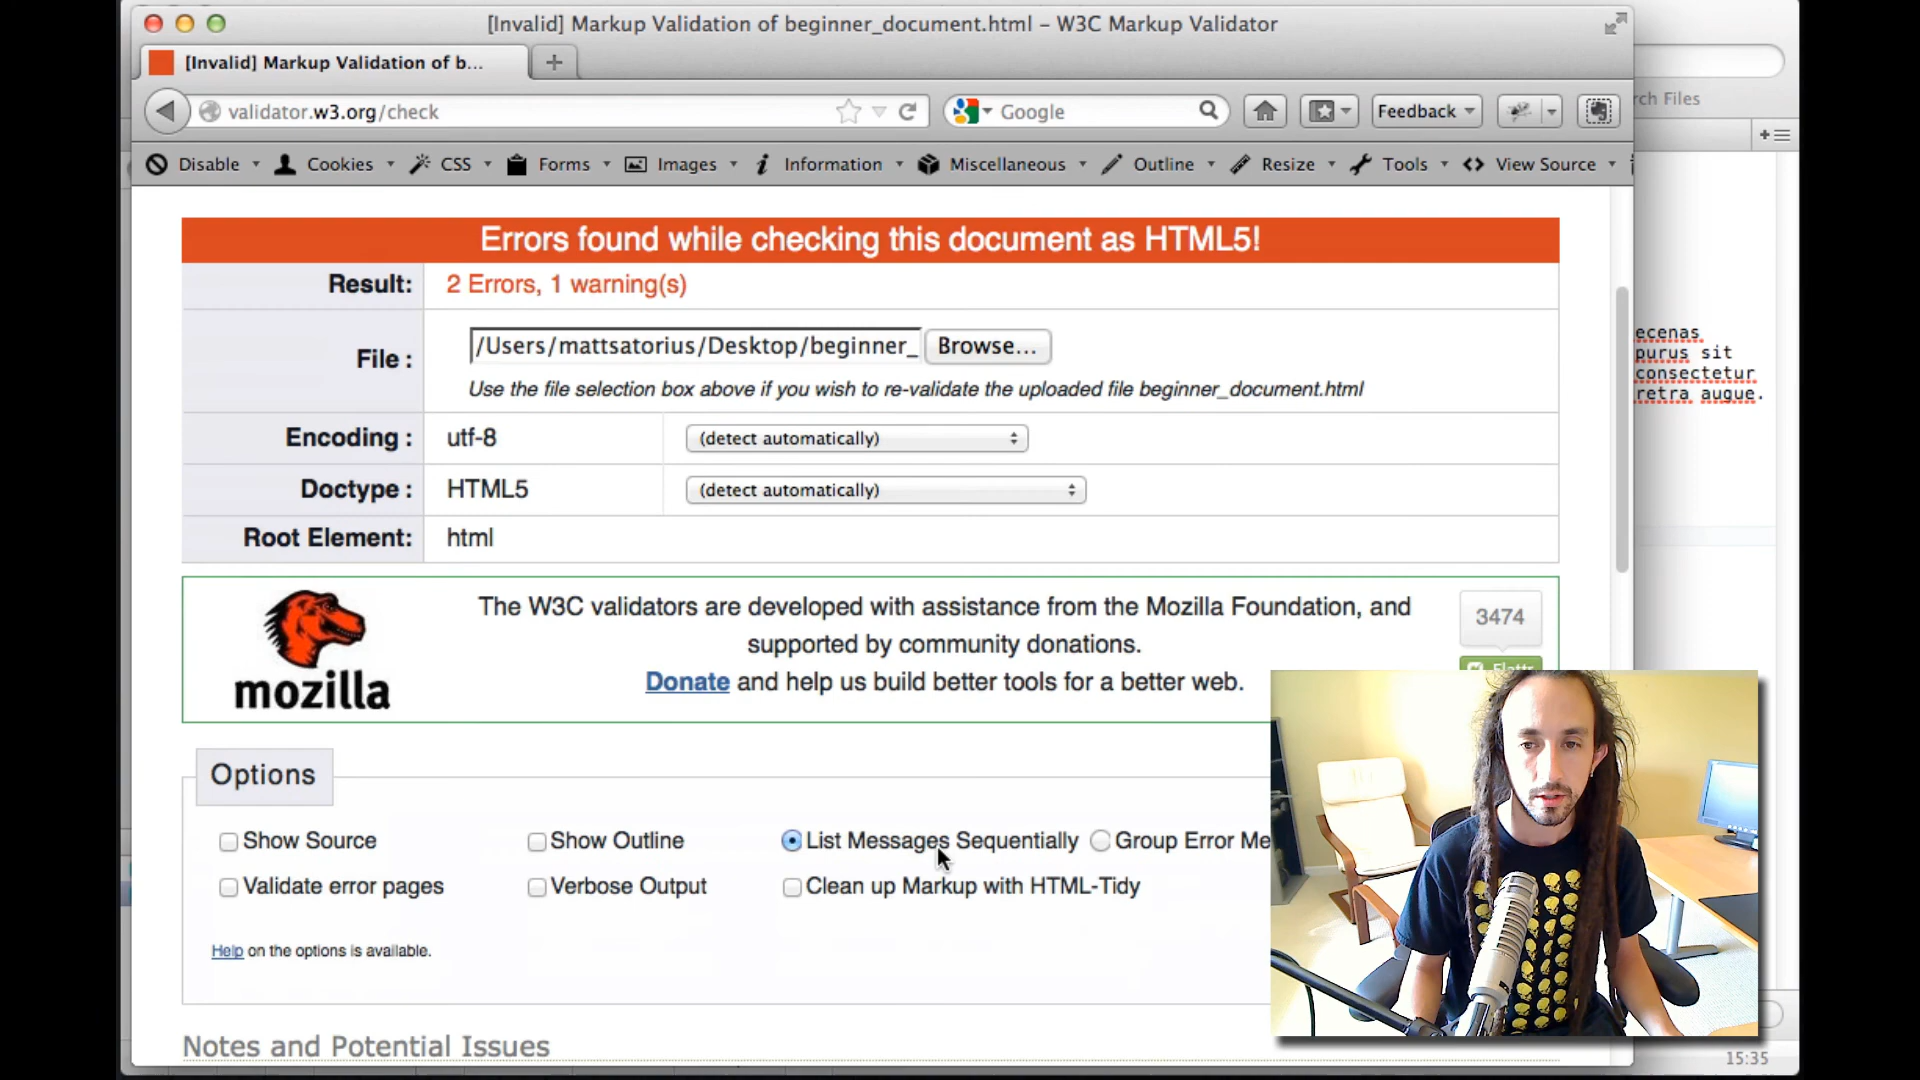 [Invalid] Markup Validation of beginner_document.html – W3C Markup Validator
[Invalid] Markup Validation of b...
validator.w3.org/check
Google
Feedback
rch Files
Disable Cookies CSS Forms Images Information Miscellaneous Outline Resize Tools View Source
Errors found while checking this document as HTML5!
Result: 2 Errors, 1 warning(s)
File : /Users/mattsatorius/Desktop/beginner_ Browse...
Use the file selection box above if you wish to re-validate the uploaded file beginner_document.html
ecenas
purus sit
consectetur
retra augue.
Encoding : utf-8 (detect automatically)
Doctype : HTML5 (detect automatically)
Root Element: html
mozilla
The W3C validators are developed with assistance from the Mozilla Foundation, and
supported by community donations.
Donate and help us build better tools for a better web.
3474
Flattr
Options
Show Source Show Outline List Messages Sequentially Group Error Me
Validate error pages Verbose Output Clean up Markup with HTML-Tidy
Help on the options is available.
Notes and Potential Issues
15:35